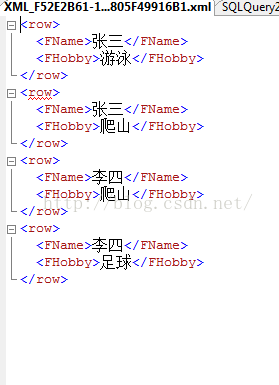 XML_F52E2B61-1...805F49916B1.xml SQLQuery2
<row>
<FName>张三</FName>
<FHobby>游泳</FHobby>
</row>
<row>
<FName>张三</FName>
<FHobby>爬山</FHobby>
</row>
<row>
<FName>李四</FName>
<FHobby>爬山</FHobby>
</row>
http://blog.csdn.net/
<row>
<FName>李四</FName>
<FHobby>足球</FHobby>
</row>